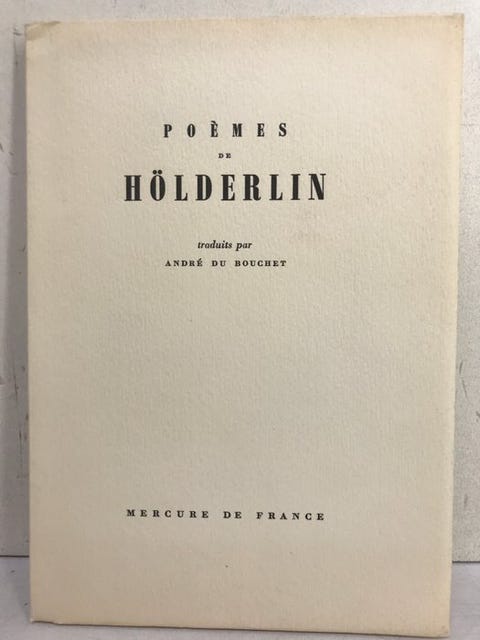 POÈMES
DE
HÖLDERLIN
traduits par
ANDRÉ DU BOUCHET
MERCURE DE FRANCE